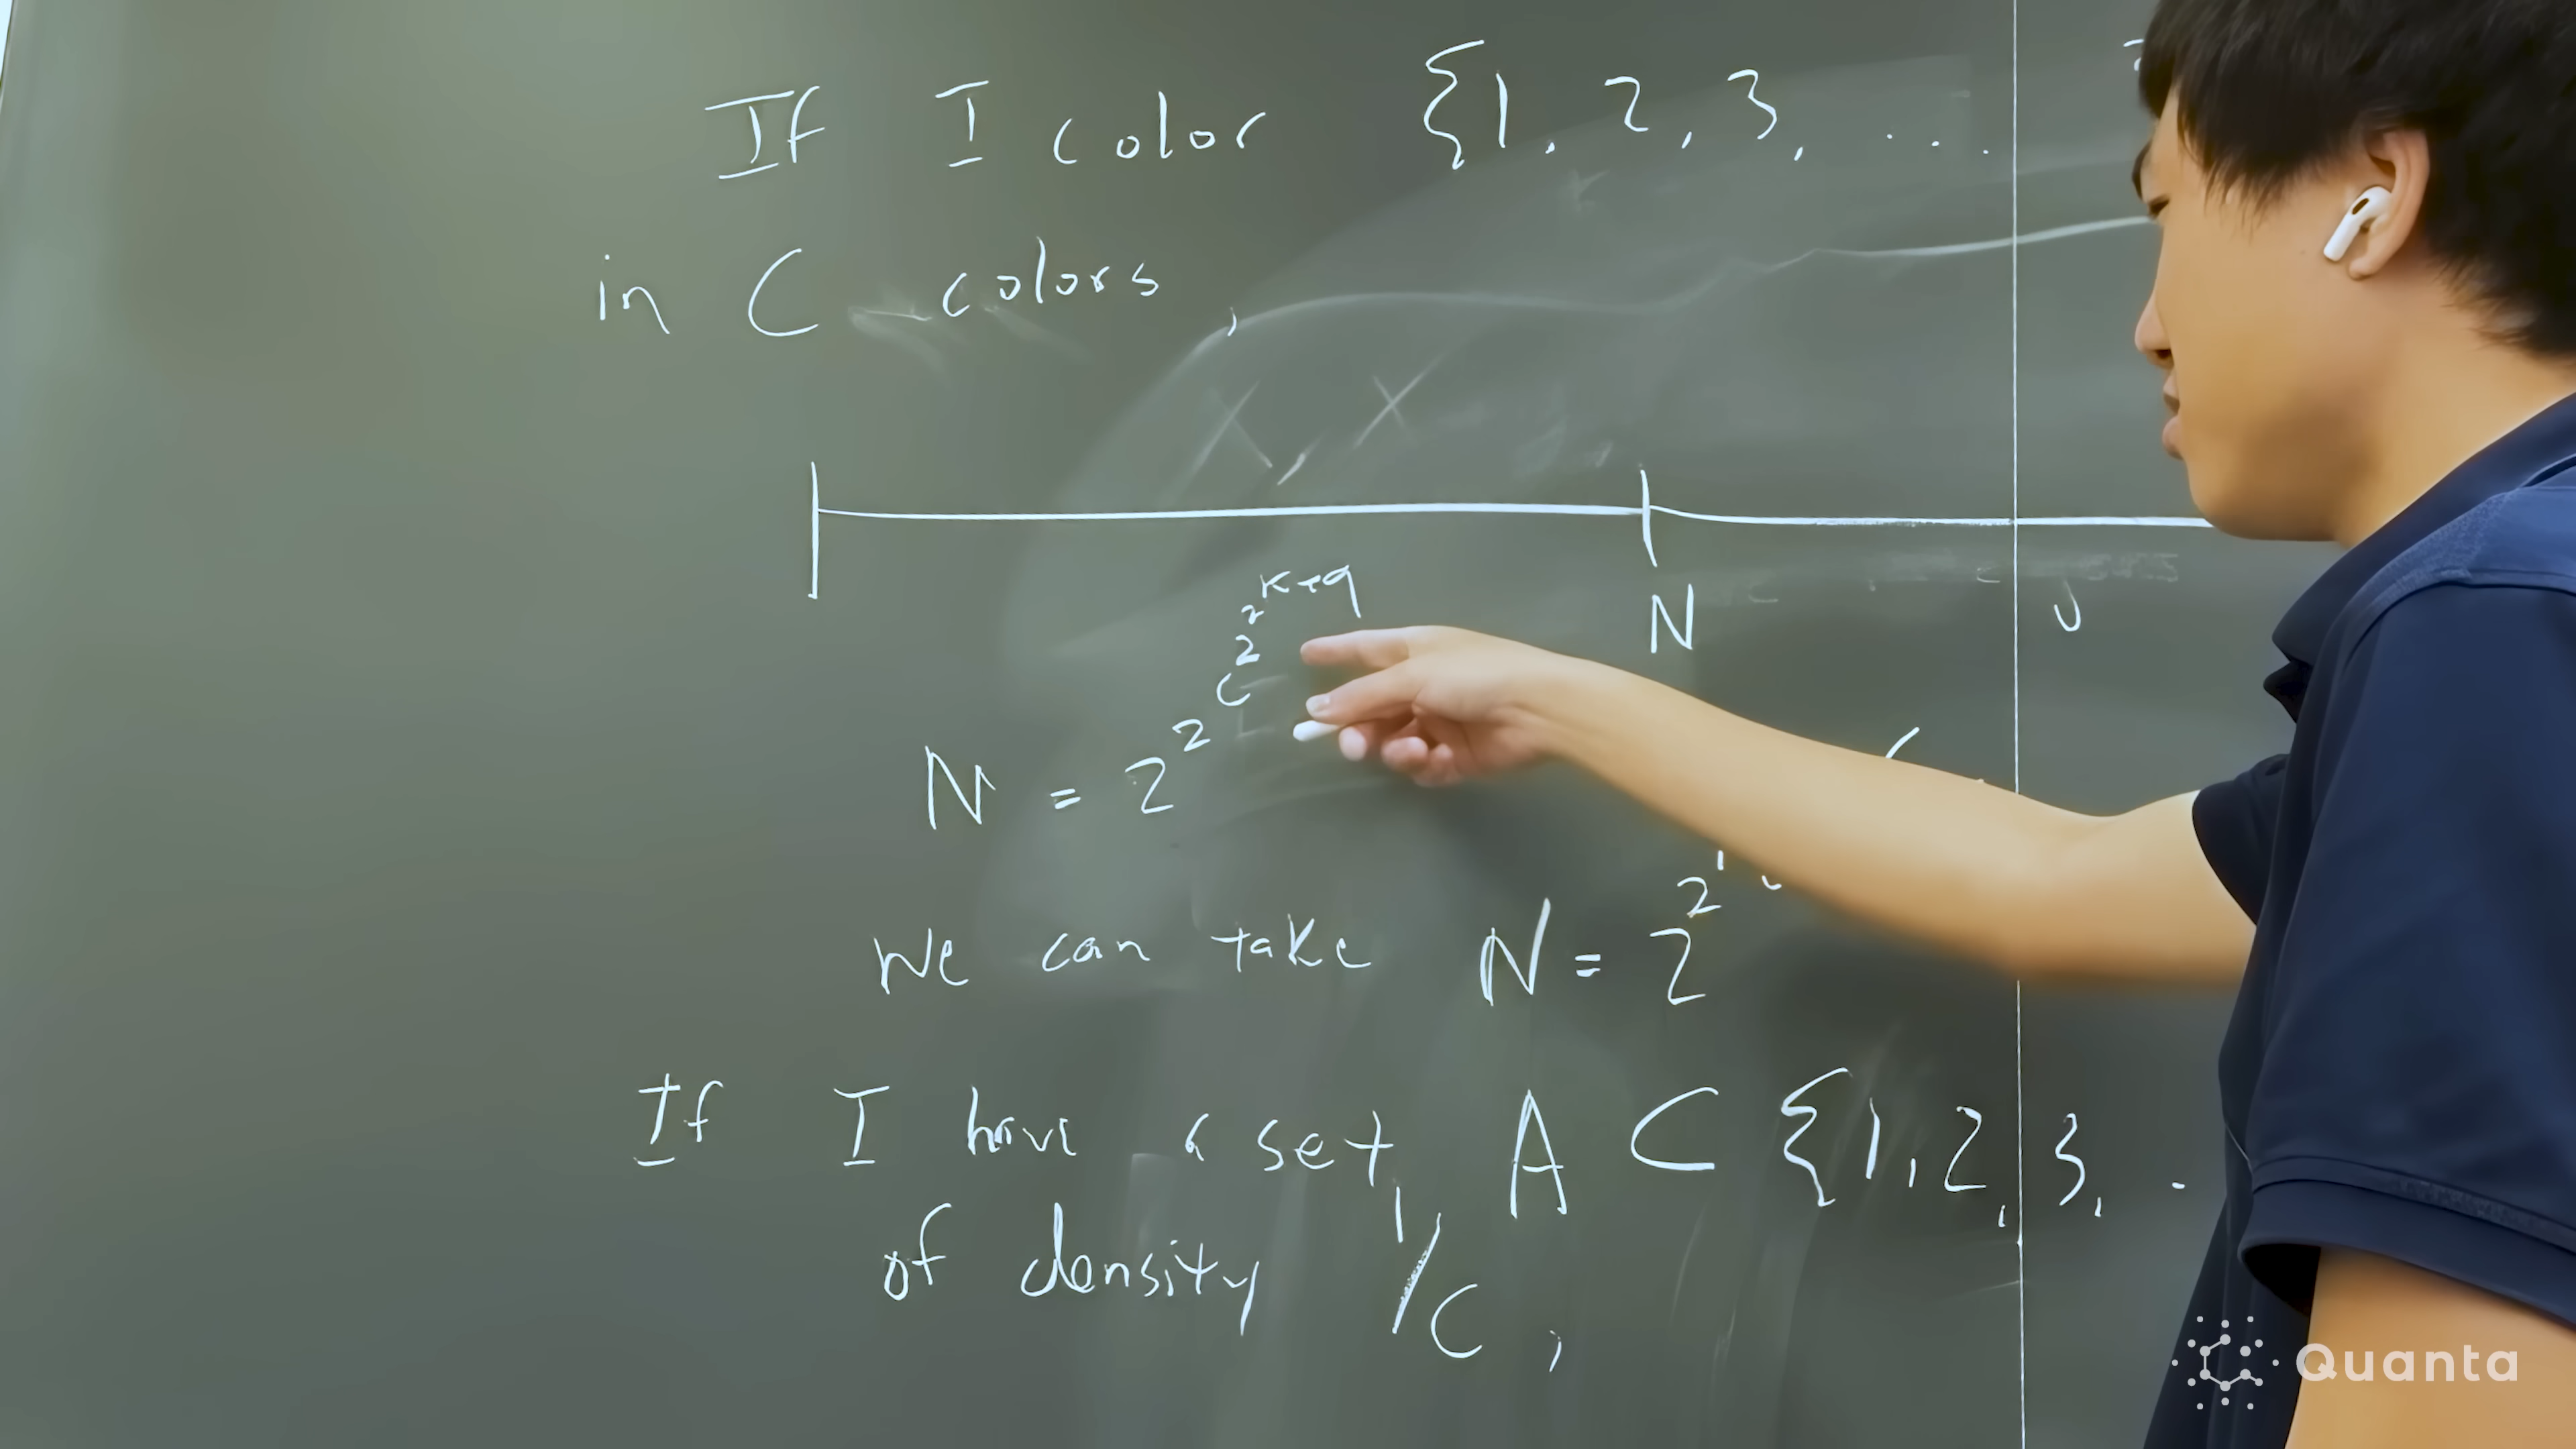 If I color {1, 2, 3, ...
in C colors,
N
N = 2^2^C^2^2^K+9
We can take N = 2^2
If I have a set A ⊂ {1, 2, 3, .
of density 1/C,
Quanta